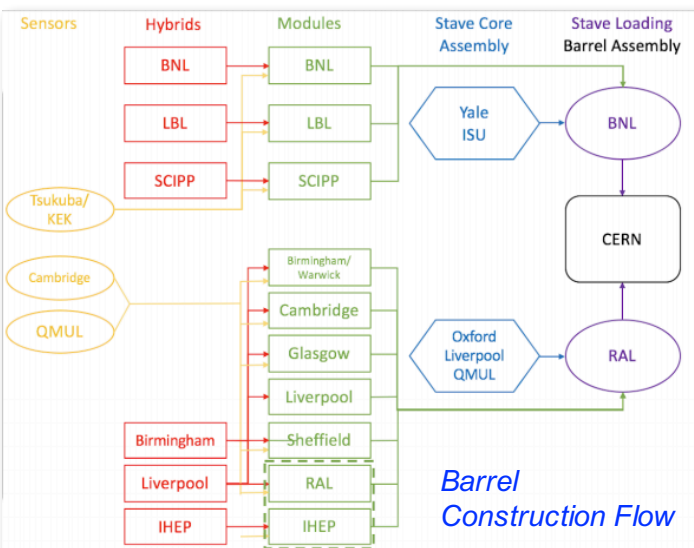 Sensors
Hybrids
Modules
Stave Core
Assembly
Stave Loading
Barrel Assembly
BNL
BNL
LBL
LBL
SCIPP
SCIPP
Yale
ISU
BNL
Tsukuba/
KEK
CERN
Cambridge
QMUL
Birmingham/
Warwick
Cambridge
Glasgow
Liverpool
Oxford
Liverpool
QMUL
RAL
Birmingham
Sheffield
Liverpool
RAL
IHEP
IHEP
Barrel
Construction Flow